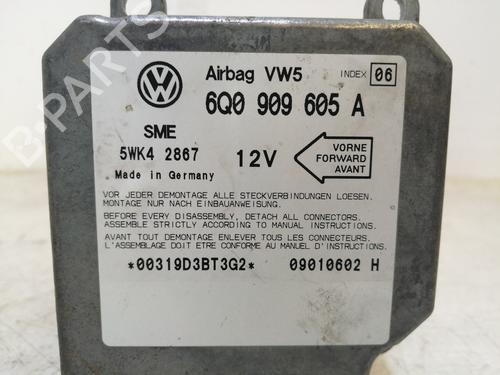 Airbag VW5 INDEX 06
6Q0 909 605 A
SME
5WK4 2867 12V
Made in Germany
VORNE
FORWARD
AVANT
VOR JEDER DEMONTAGE ALLE STECKVERBINDUNGEN LOESEN.
MONTAGE NUR NACH EINBAUANWEISUNG.
BEFORE EVERY DISASSEMBLY, DETACH ALL CONNECTORS.
ASSEMBLE STRICTLY ACCORDING TO MANUAL INSTRUCTIONS.
AVANT TOUT DEMONTAGE ENLEVER TOUS LES CONNECTEURS.
L'ASSEMBLAGE DOIT ETRE CONFORME AU MANUEL D'INSTRUCTIONS.
*00319D3BT3G2* 09010602 H